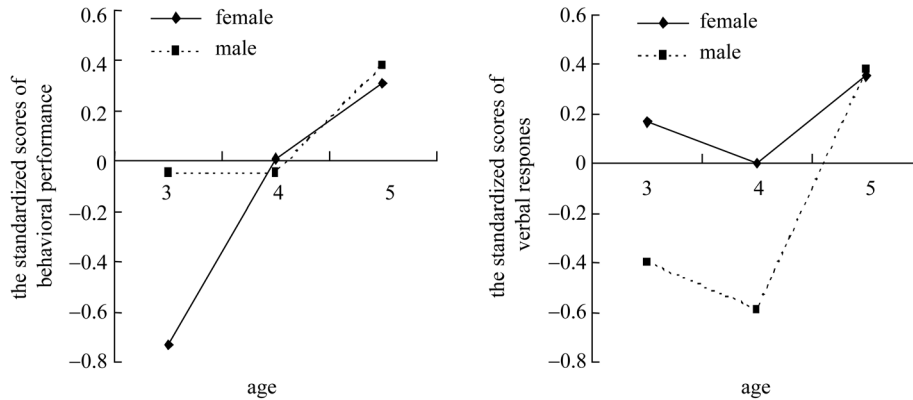 0.6
0.4
0.2
0
–0.2
–0.4
–0.6
–0.8
female
male
3
4
5
the standardized scores of
behavioral performance
age
0.6
0.4
0.2
0
–0.2
–0.4
–0.6
–0.8
female
male
3
4
5
the standardized scores of
verbal respones
age